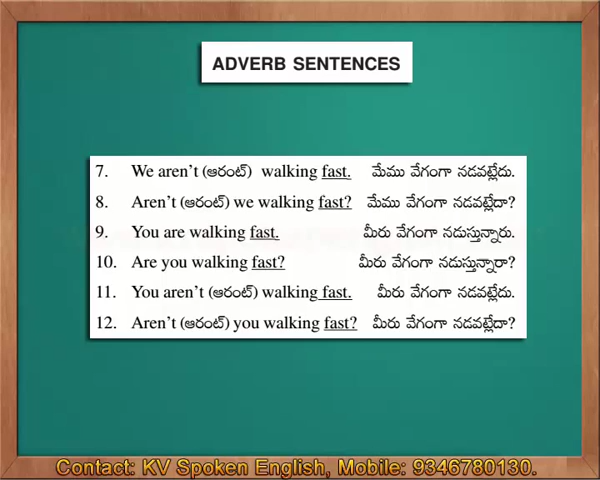 ADVERB SENTENCES
7. We aren't (ఆరంట్) walking fast. మేము వేగంగా నడవట్లేదు.
8. Aren't (ఆరంట్) we walking fast? మేము వేగంగా నడవట్లేదా?
9. You are walking fast. మీరు వేగంగా నడుస్తున్నారు.
10. Are you walking fast? మీరు వేగంగా నడుస్తున్నారా?
11. You aren't (ఆరంట్) walking fast. మీరు వేగంగా నడవట్లేదు.
12. Aren't (ఆరంట్) you walking fast? మీరు వేగంగా నడవట్లేదా?
Contact: KV Spoken English, Mobile: 9346780130.